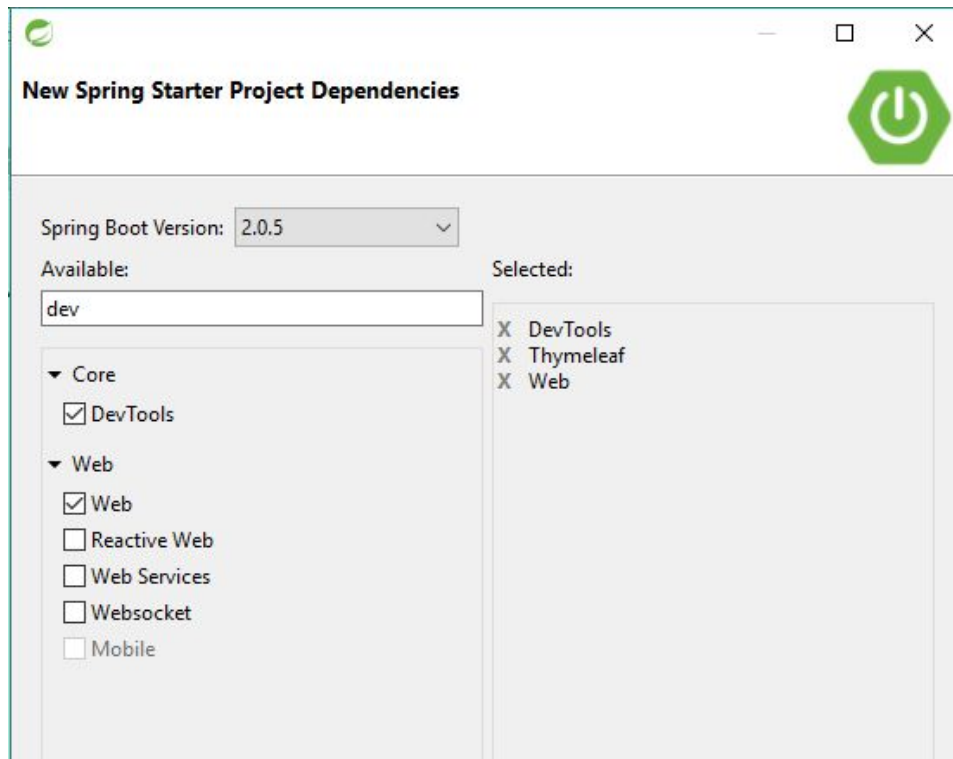 New Spring Starter Project Dependencies
Spring Boot Version: 2.0.5
Available:
dev
Core
DevTools
Web
Web
Reactive Web
Web Services
Websocket
Mobile
Selected:
X DevTools
X Thymeleaf
X Web